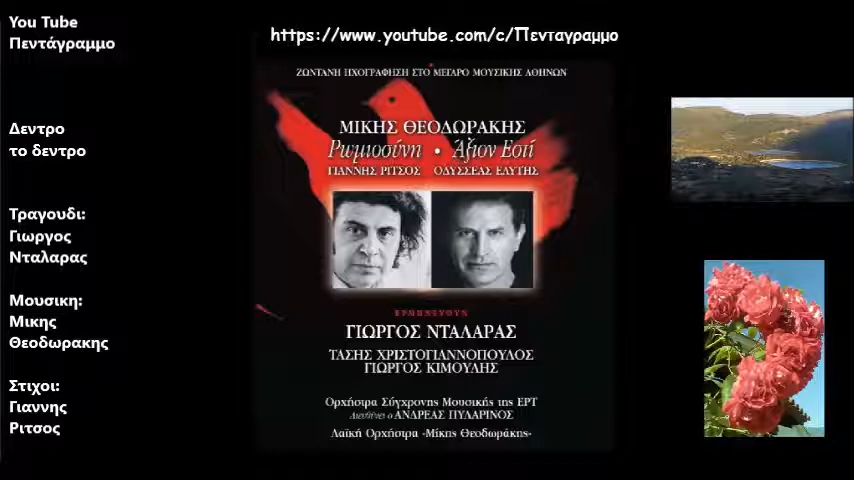 You Tube
Πεντάγραμμο
Δεντρο
το δεντρο
Τραγουδι:
Γιωργος
Νταλαρας
Μουσικη:
Μικης
Θεοδωρακης
Στιχοι:
Γιαννης
Ριτσος
https://www.youtube.com/c/Πενταγραμμο
ΖΩΝΤΑΝΗ ΗΧΟΓΡΑΦΗΣΗ ΣΤΟ ΜΕΓΑΡΟ ΜΟΥΣΙΚΗΣ ΑΘΗΝΩΝ
ΜΙΚΗΣ ΘΕΟΔΩΡΑΚΗΣ
Ρωμιοσύνη • Άξιον Εστί
ΓΙΑΝΝΗΣ ΡΙΤΣΟΣ ΟΔΥΣΣΕΑΣ ΕΛΥΤΗΣ
ΕΡΜΗΝΕΥΟΥΝ
ΓΙΩΡΓΟΣ ΝΤΑΛΑΡΑΣ
ΤΑΣΗΣ ΧΡΙΣΤΟΓΙΑΝΝΟΠΟΥΛΟΣ
ΓΙΩΡΓΟΣ ΚΙΜΟΥΛΗΣ
Ορχήστρα Σύγχρονης Μουσικής της ΕΡΤ
Διευθύνει ο ΑΝΔΡΕΑΣ ΠΥΛΑΡΙΝΟΣ
Λαϊκή Ορχήστρα «Μίκης Θεοδωράκης»